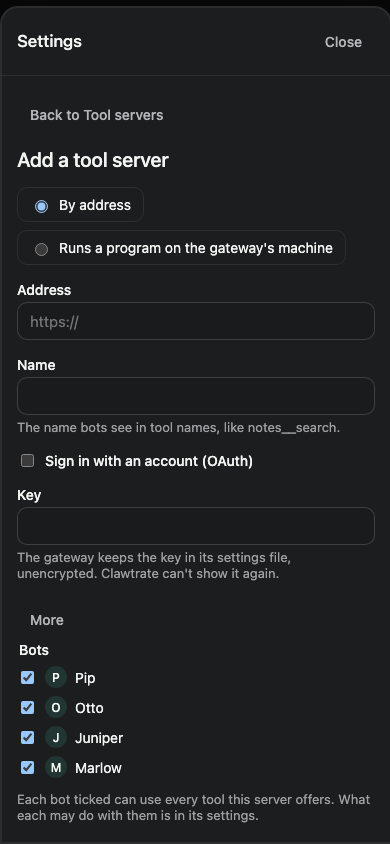 Settings
Close
Back to Tool servers
Add a tool server
By address
Runs a program on the gateway's machine
Address
https://
Name
The name bots see in tool names, like notes__search.
Sign in with an account (OAuth)
Key
The gateway keeps the key in its settings file,
unencrypted. Clawtrate can't show it again.
More
Bots
P Pip
O Otto
J Juniper
M Marlow
Each bot ticked can use every tool this server offers. What
each may do with them is in its settings.